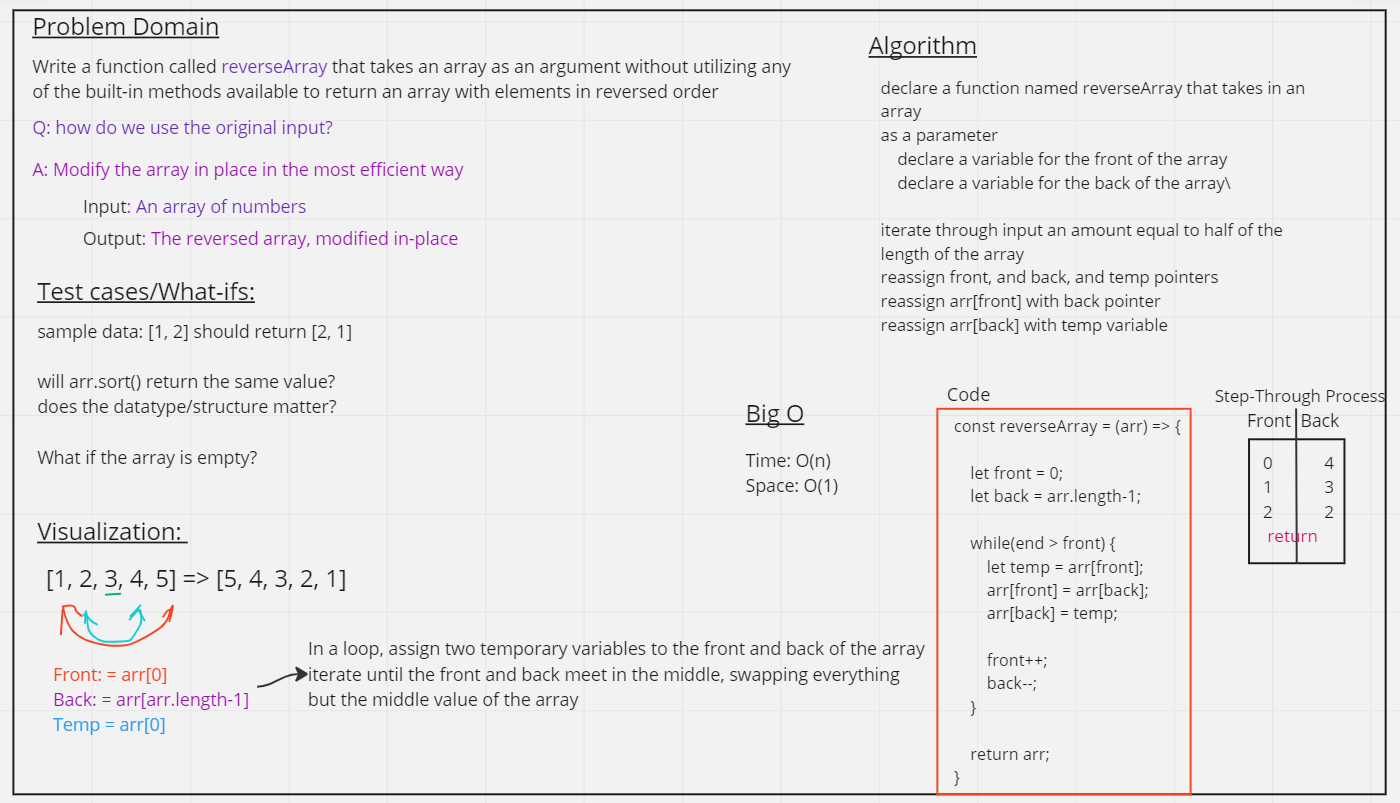 Problem Domain
Write a function called reverseArray that takes an array as an argument without utilizing any
of the built-in methods available to return an array with elements in reversed order
Q: how do we use the original input?
A: Modify the array in place in the most efficient way
Input: An array of numbers
Output: The reversed array, modified in-place
Test cases/What-ifs:
sample data: [1, 2] should return [2, 1]
will arr.sort() return the same value?
does the datatype/structure matter?
What if the array is empty?
Visualization:
[1, 2, 3, 4, 5] => [5, 4, 3, 2, 1]
Front: = arr[0]
Back: = arr[arr.length-1]
Temp = arr[0]
In a loop, assign two temporary variables to the front and back of the array
iterate until the front and back meet in the middle, swapping everything
but the middle value of the array
Big O
Time: O(n)
Space: O(1)
Algorithm
declare a function named reverseArray that takes in an
array
as a parameter
declare a variable for the front of the array
declare a variable for the back of the array\
iterate through input an amount equal to half of the
length of the array
reassign front, and back, and temp pointers
reassign arr[front] with back pointer
reassign arr[back] with temp variable
Code
const reverseArray = (arr) => {
let front = 0;
let back = arr.length-1;
while(end > front) {
let temp = arr[front];
arr[front] = arr[back];
arr[back] = temp;
front++;
back--;
}
return arr;
}
Step-Through Process
Front Back
0 4
1 3
2 2
return